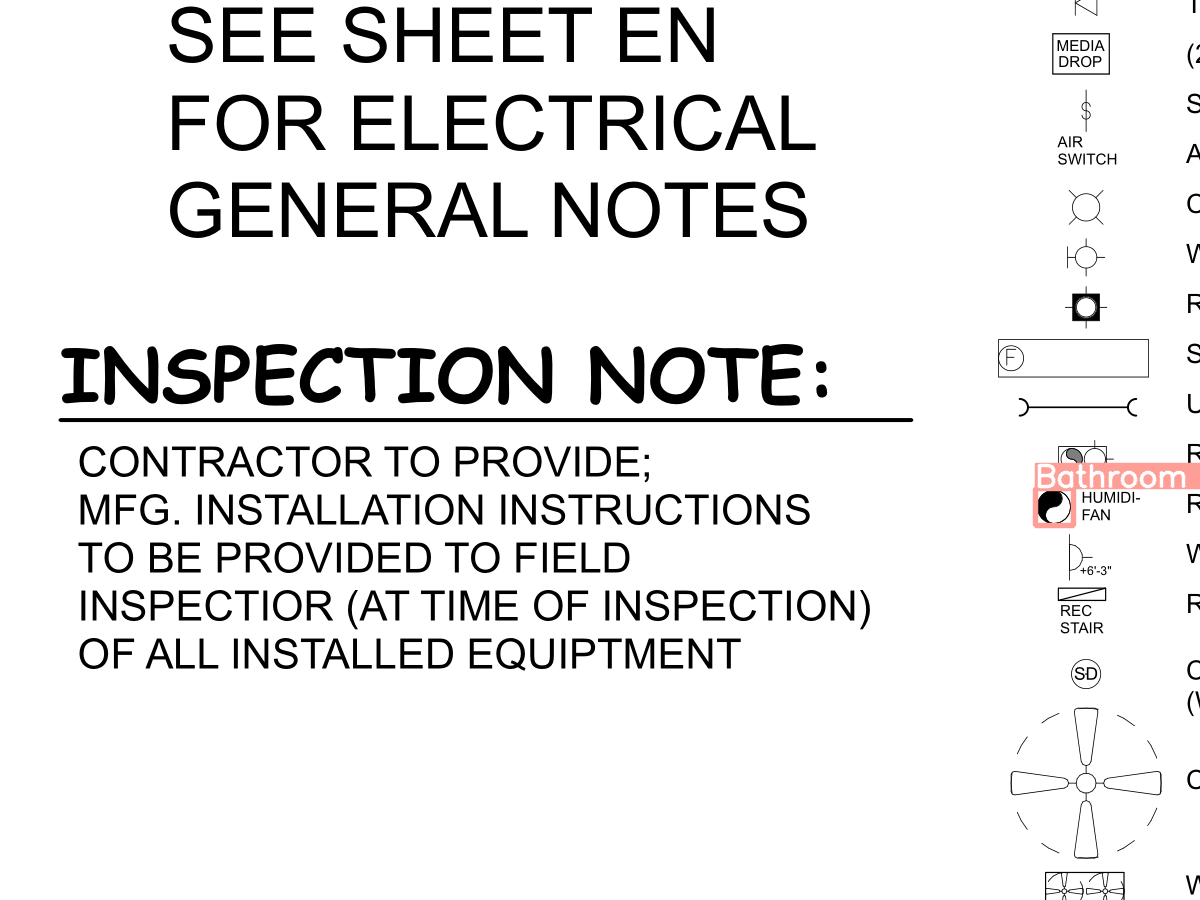 SEE SHEET EN
FOR ELECTRICAL
GENERAL NOTES
INSPECTION NOTE:
CONTRACTOR TO PROVIDE;
MFG. INSTALLATION INSTRUCTIONS
TO BE PROVIDED TO FIELD
INSPECTIOR (AT TIME OF INSPECTION)
OF ALL INSTALLED EQUIPTMENT
MEDIA
DROP
(2
$
S
AIR
SWITCH
A
C
W
R
F
S
U
R
Bathroom
HUMIDI-
FAN
R
W
+6'-3"
REC
STAIR
R
SD
C
(
C
W